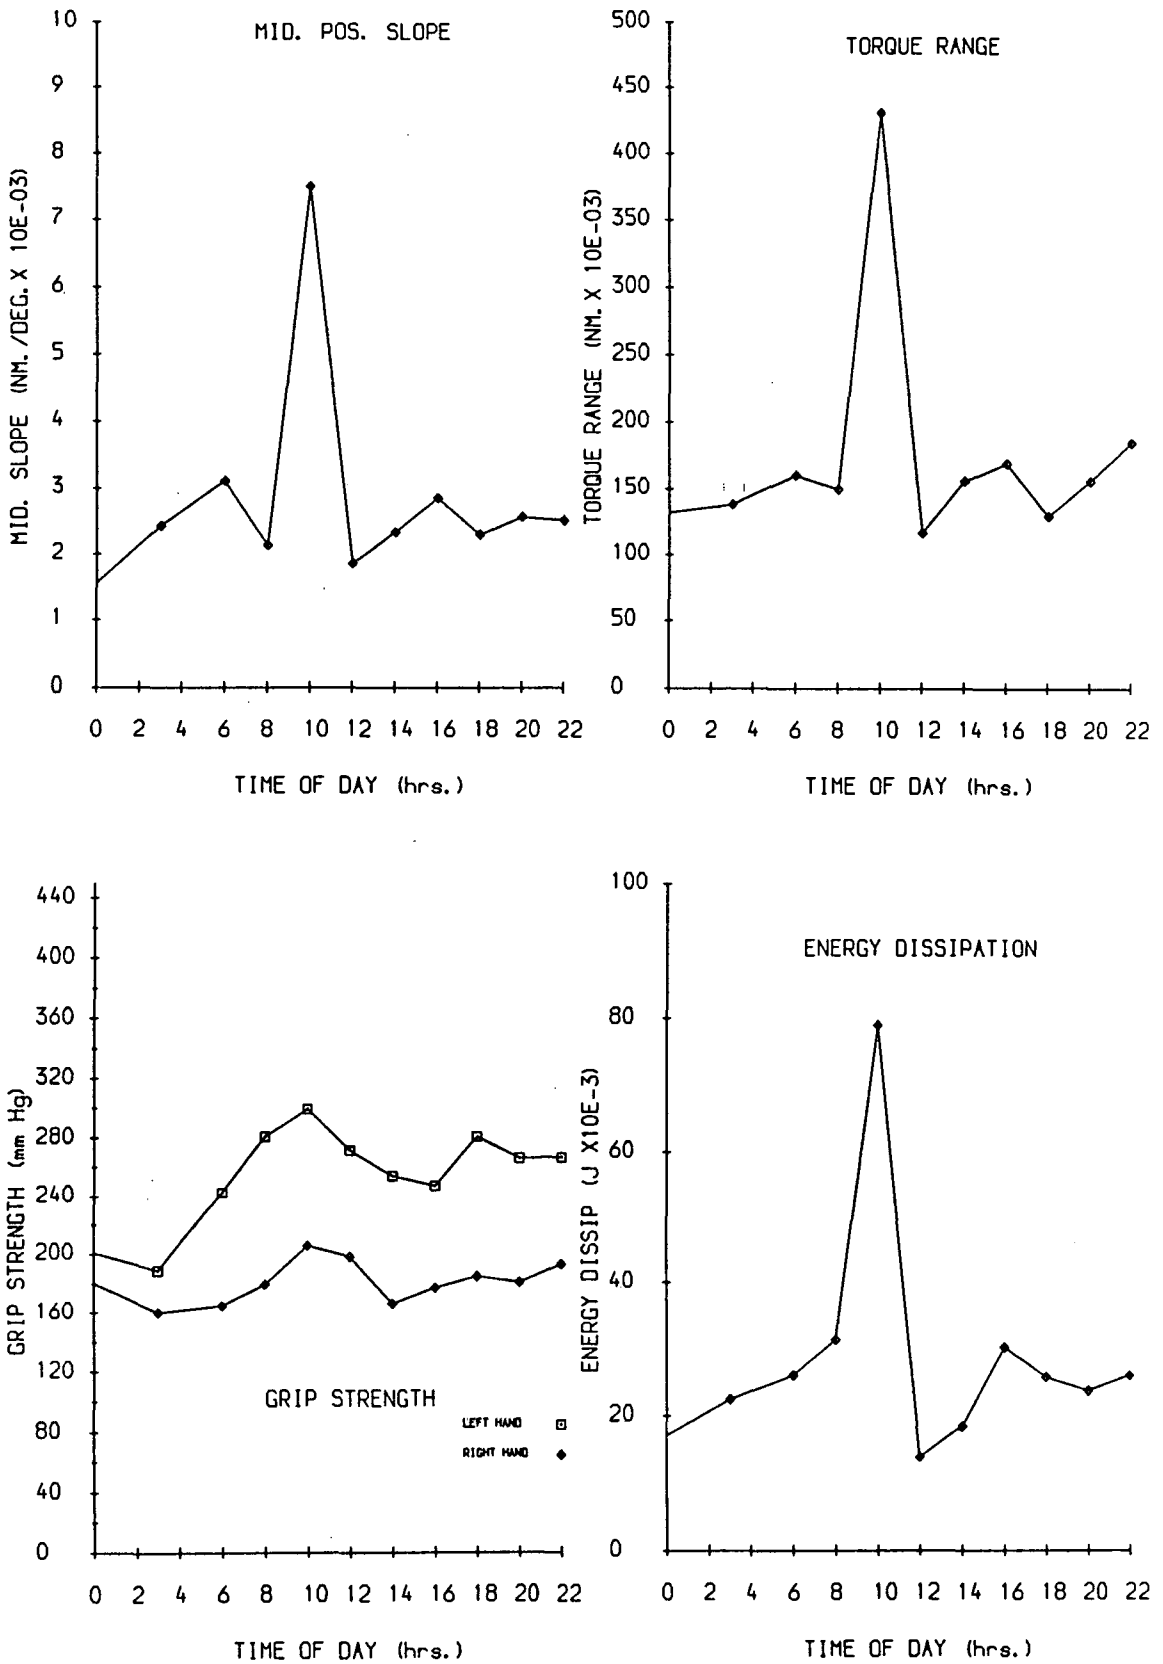 MID. POS. SLOPE
MID. SLOPE (NM./DEG.X 10E-03)
10
9
8
7
6
5
4
3
2
1
0
0 2 4 6 8 10 12 14 16 18 20 22
TIME OF DAY (hrs.)
TORQUE RANGE
TORQUE RANGE (NM.X 10E-03)
500
450
400
350
300
250
200
150
100
50
0
0 2 4 6 8 10 12 14 16 18 20 22
TIME OF DAY (hrs.)
GRIP STRENGTH (mm Hg)
440
400
360
320
280
240
200
160
120
80
40
0
GRIP STRENGTH
LEFT HAND
RIGHT HAND
0 2 4 6 8 10 12 14 16 18 20 22
TIME OF DAY (hrs.)
ENERGY DISSIPATION
ENERGY DISSIP (J X10E-3)
100
80
60
40
20
0
0 2 4 6 8 10 12 14 16 18 20 22
TIME OF DAY (hrs.)